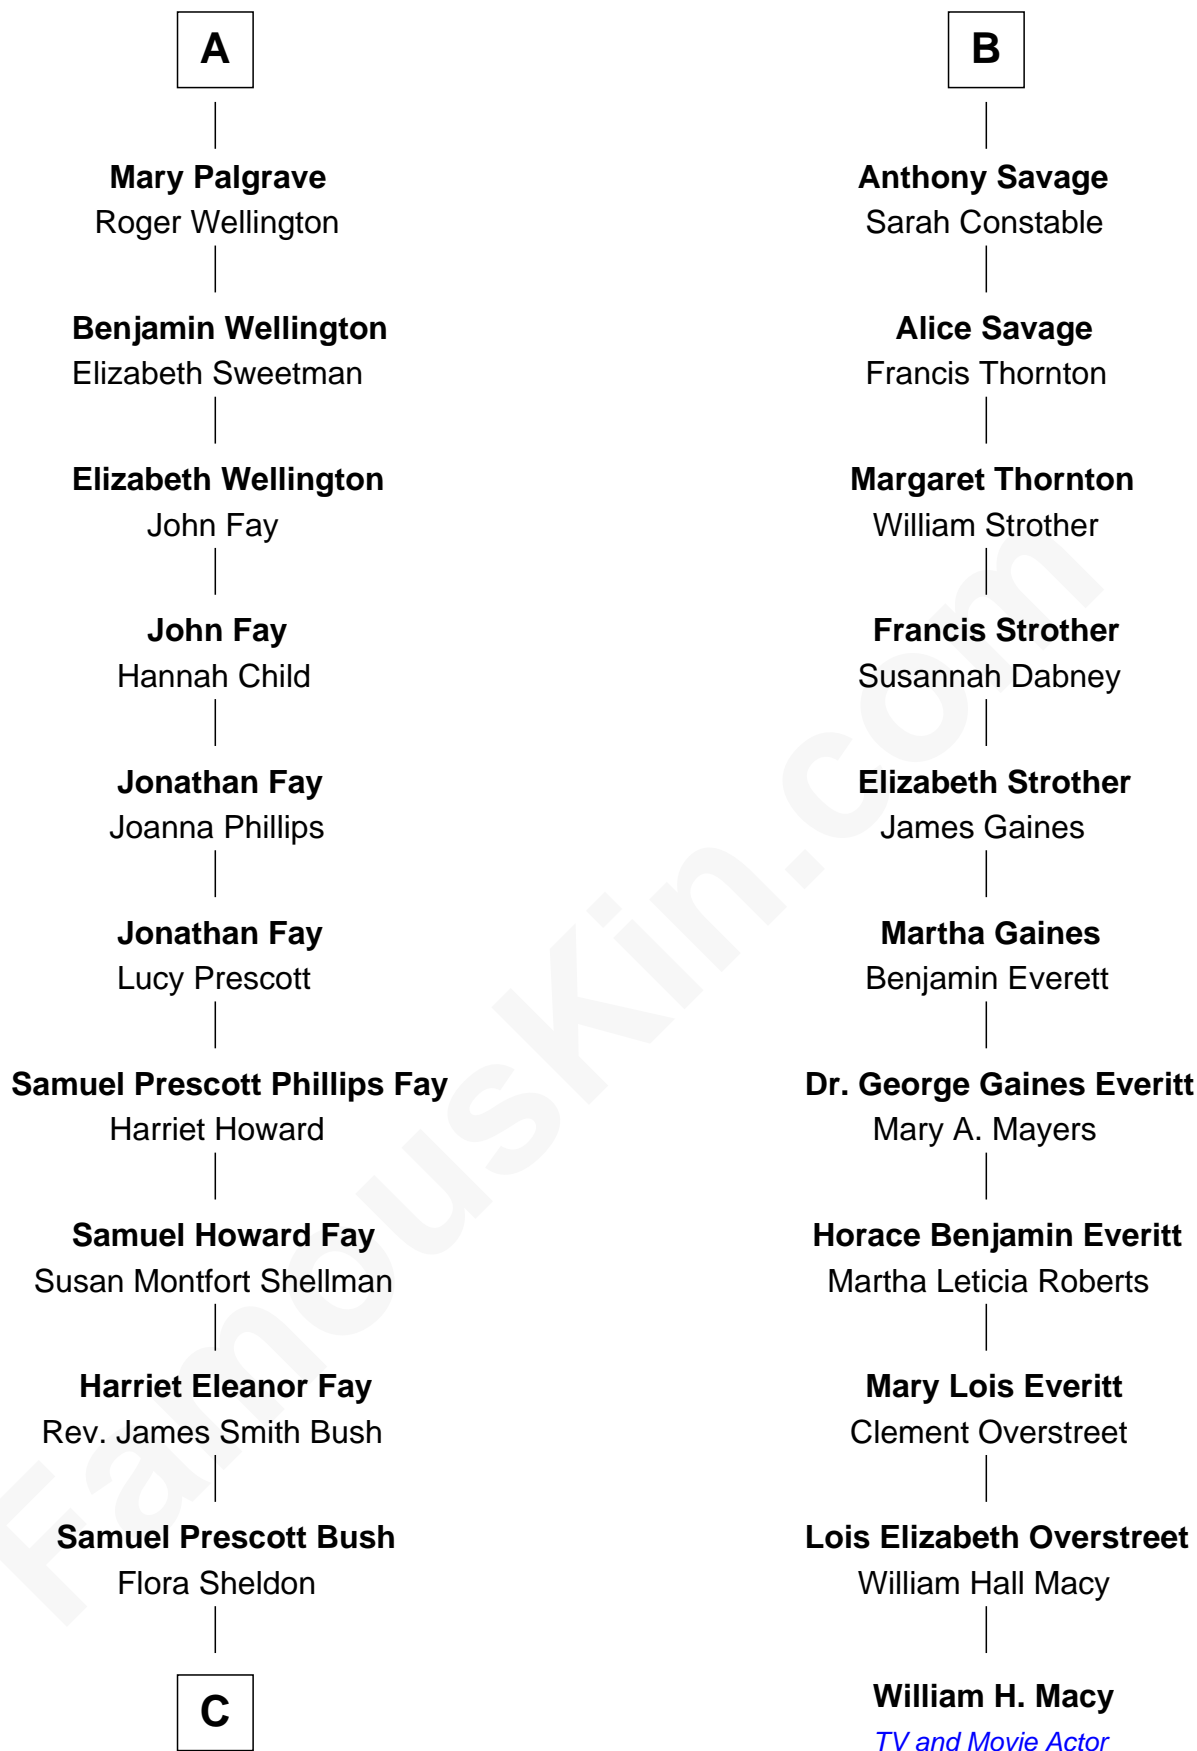 A
Mary Palgrave
Roger Wellington
Benjamin Wellington
Elizabeth Sweetman
Elizabeth Wellington
John Fay
John Fay
Hannah Child
Jonathan Fay
Joanna Phillips
Jonathan Fay
Lucy Prescott
Samuel Prescott Phillips Fay
Harriet Howard
Samuel Howard Fay
Susan Montfort Shellman
Harriet Eleanor Fay
Rev. James Smith Bush
Samuel Prescott Bush
Flora Sheldon
C
B
Anthony Savage
Sarah Constable
Alice Savage
Francis Thornton
Margaret Thornton
William Strother
Francis Strother
Susannah Dabney
Elizabeth Strother
James Gaines
Martha Gaines
Benjamin Everett
Dr. George Gaines Everitt
Mary A. Mayers
Horace Benjamin Everitt
Martha Leticia Roberts
Mary Lois Everitt
Clement Overstreet
Lois Elizabeth Overstreet
William Hall Macy
William H. Macy
TV and Movie Actor
FamousKin.com